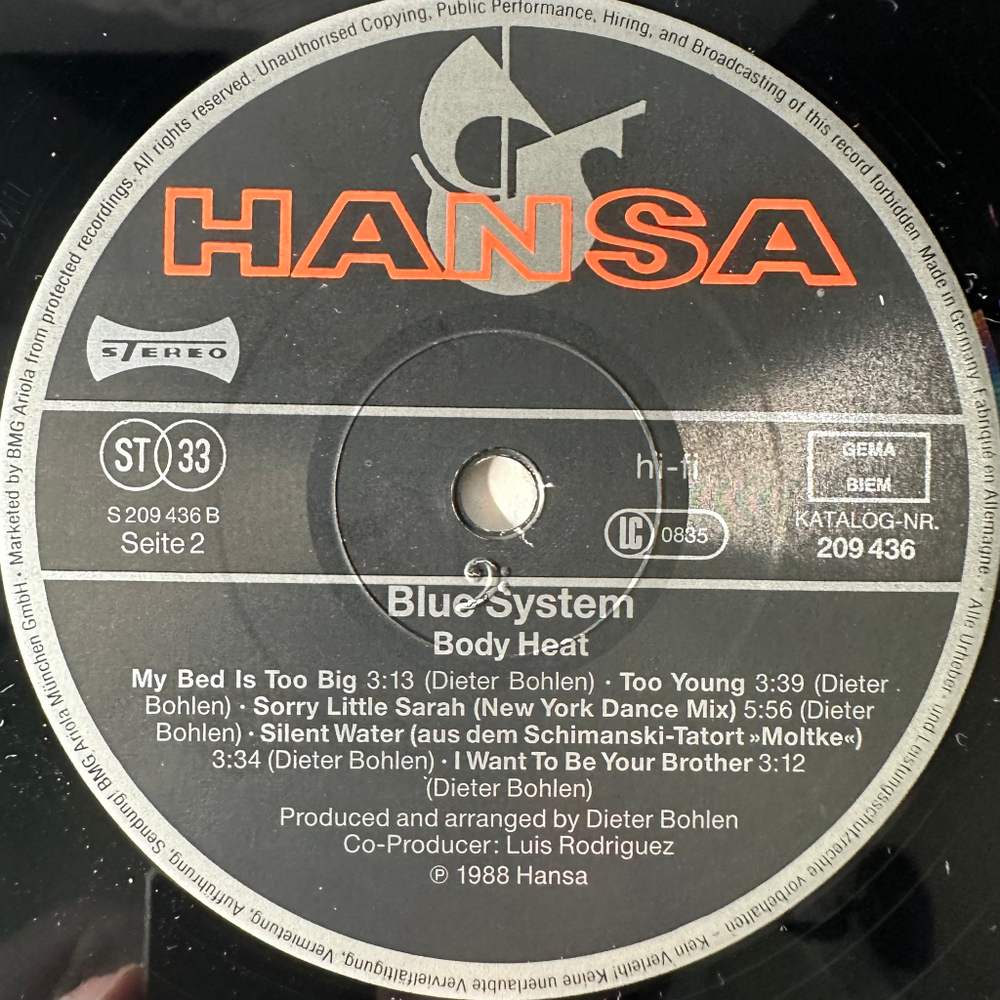 Marketed by BMG Ariola from protected recordings. All rights reserved. Unauthorised Copying, Public Performance, Hiring, and Broadcasting of this record forbidden. Made in Germany. Fabriqué en Allemagne. • Alle Urheber- und Leistungsschutzrechte vorbehalten – Kein Verleih! Keine unerlaubte Vervielfältigung, Vermietung, Aufführung, Sendung! BMG Ariola München GmbH •
HANSA
STEREO
ST 33
hi-fi
GEMA
BIEM
S 209 436 B
Seite 2
LC 0835
KATALOG-NR.
209 436
Blue System
Body Heat
My Bed Is Too Big 3:13 (Dieter Bohlen) · Too Young 3:39 (Dieter
Bohlen) · Sorry Little Sarah (New York Dance Mix) 5:56 (Dieter
Bohlen) · Silent Water (aus dem Schimanski-Tatort »Moltke«)
3:34 (Dieter Bohlen) · I Want To Be Your Brother 3:12
(Dieter Bohlen)
Produced and arranged by Dieter Bohlen
Co-Producer: Luis Rodriguez
℗ 1988 Hansa